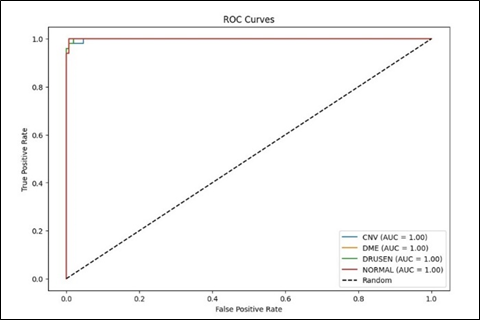 ROC Curves
True Positive Rate
1.0
0.8
0.6
0.4
0.2
0.0
CNV (AUC = 1.00)
DME (AUC = 1.00)
DRUSEN (AUC = 1.00)
NORMAL (AUC = 1.00)
Random
0.0 0.2 0.4 0.6 0.8 1.0
False Positive Rate